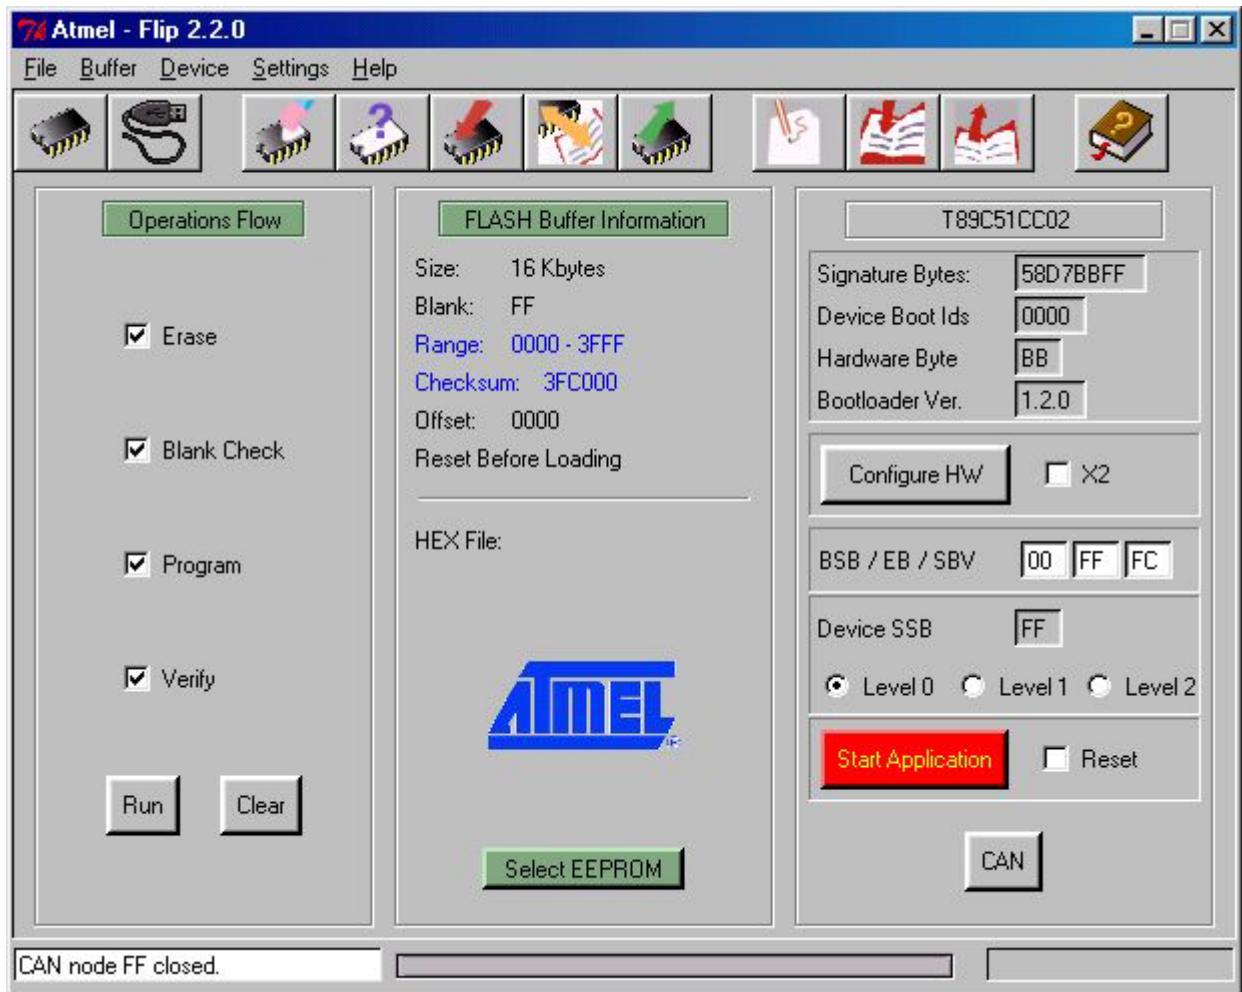 Atmel - Flip 2.2.0
File Buffer Device Settings Help
Operations Flow
Erase
Blank Check
Program
Verify
Run Clear
FLASH Buffer Information
Size: 16 Kbytes
Blank: FF
Range: 0000 - 3FFF
Checksum: 3FC000
Offset: 0000
Reset Before Loading
HEX File:
ATMEL ®
Select EEPROM
T89C51CC02
Signature Bytes: 58D7BBFF
Device Boot Ids 0000
Hardware Byte BB
Bootloader Ver. 1.2.0
Configure HW X2
BSB / EB / SBV 00 FF FC
Device SSB FF
Level 0 Level 1 Level 2
Start Application Reset
CAN
CAN node FF closed.